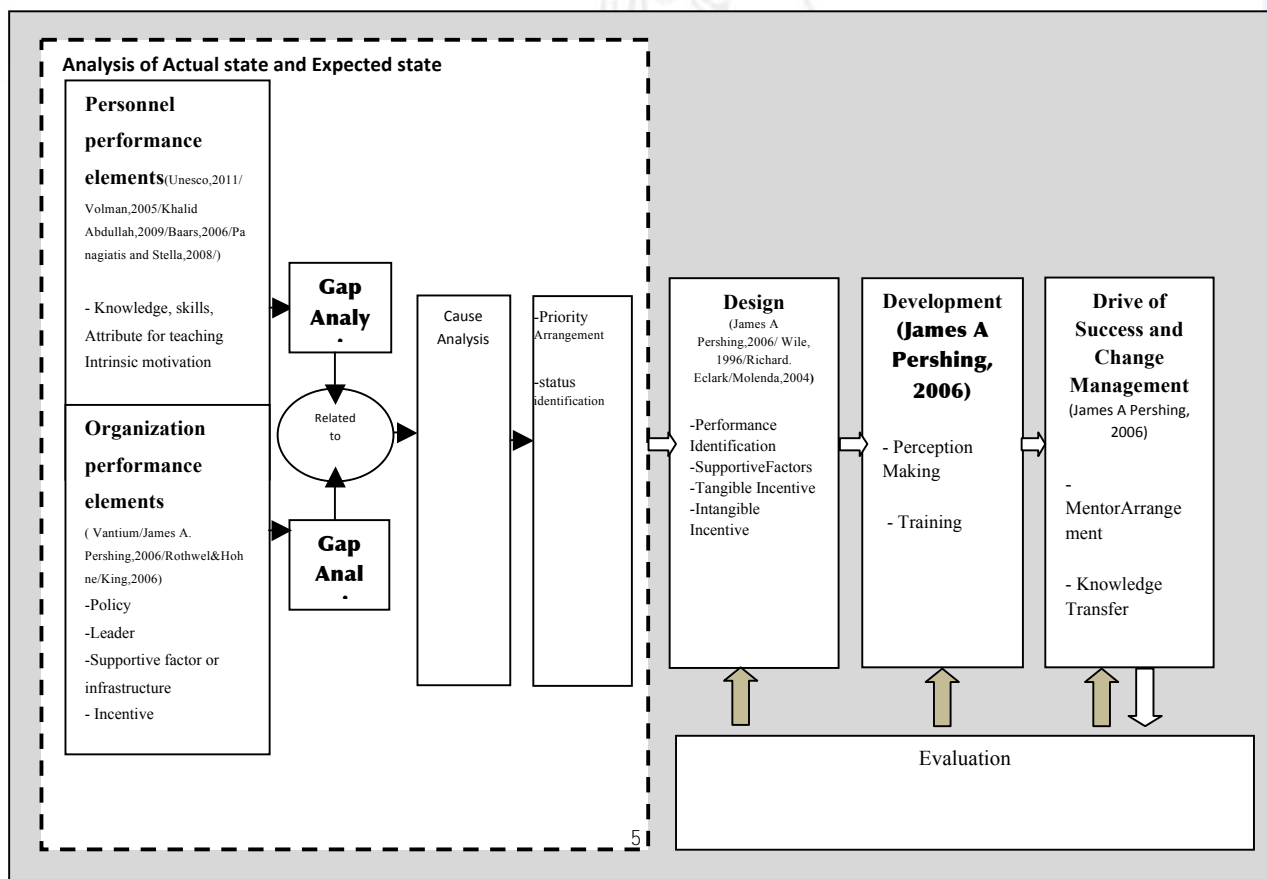 Analysis of Actual state and Expected state
Personnel
performance
elements(Unesco,2011/
Volman,2005/Khalid
Abdullah,2009/Baars,2006/Pa
nagiatis and Stella,2008/)
- Knowledge, skills,
Attribute for teaching
Intrinsic motivation
Organization
performance
elements
( Vantium/James A.
Pershing,2006/Rothwel&Hoh
ne/King,2006)
-Policy
-Leader
-Supportive factor or
infrastructure
- Incentive
Gap
Analy
Related
to
Gap
Anal
Cause
Analysis
-Priority
Arrangement
-status
identification
Design
(James A
Pershing,2006/ Wile,
1996/Richard.
Eclark/Molenda,2004)
-Performance
Identification
-SupportiveFactors
-Tangible Incentive
-Intangible
Incentive
Development
(James A
Pershing,
2006)
- Perception
Making
- Training
Drive of
Success and
Change
Management
(James A Pershing,
2006)
-
MentorArrange
ment
- Knowledge
Transfer
Evaluation
5